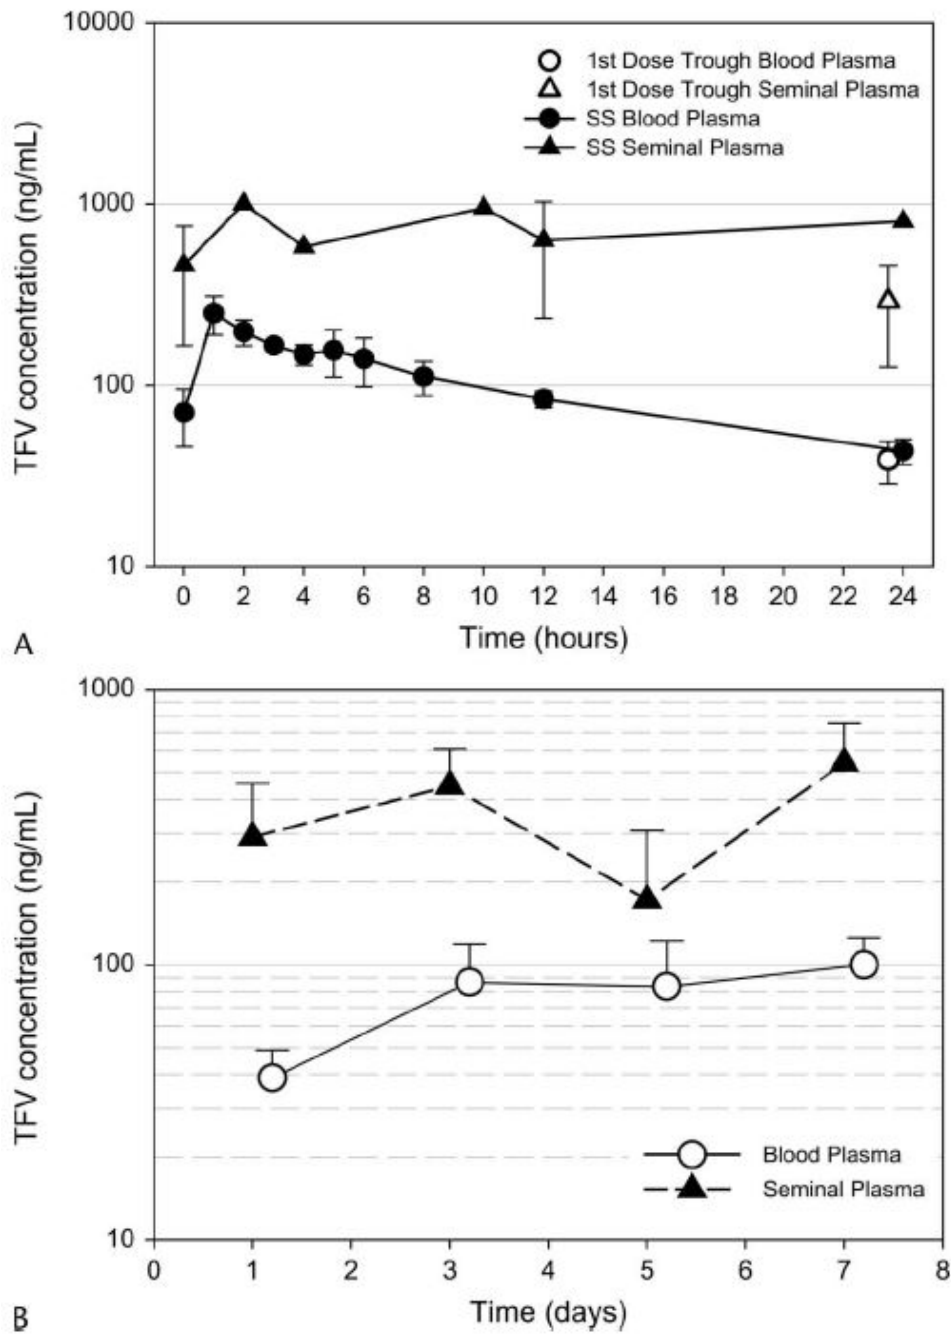 A
10000
1000
100
10
TFV concentration (ng/mL)
1st Dose Trough Blood Plasma
1st Dose Trough Seminal Plasma
SS Blood Plasma
SS Seminal Plasma
0 2 4 6 8 10 12 14 16 18 20 22 24
Time (hours)
B
1000
100
10
TFV concentration (ng/mL)
Blood Plasma
Seminal Plasma
0 1 2 3 4 5 6 7 8
Time (days)